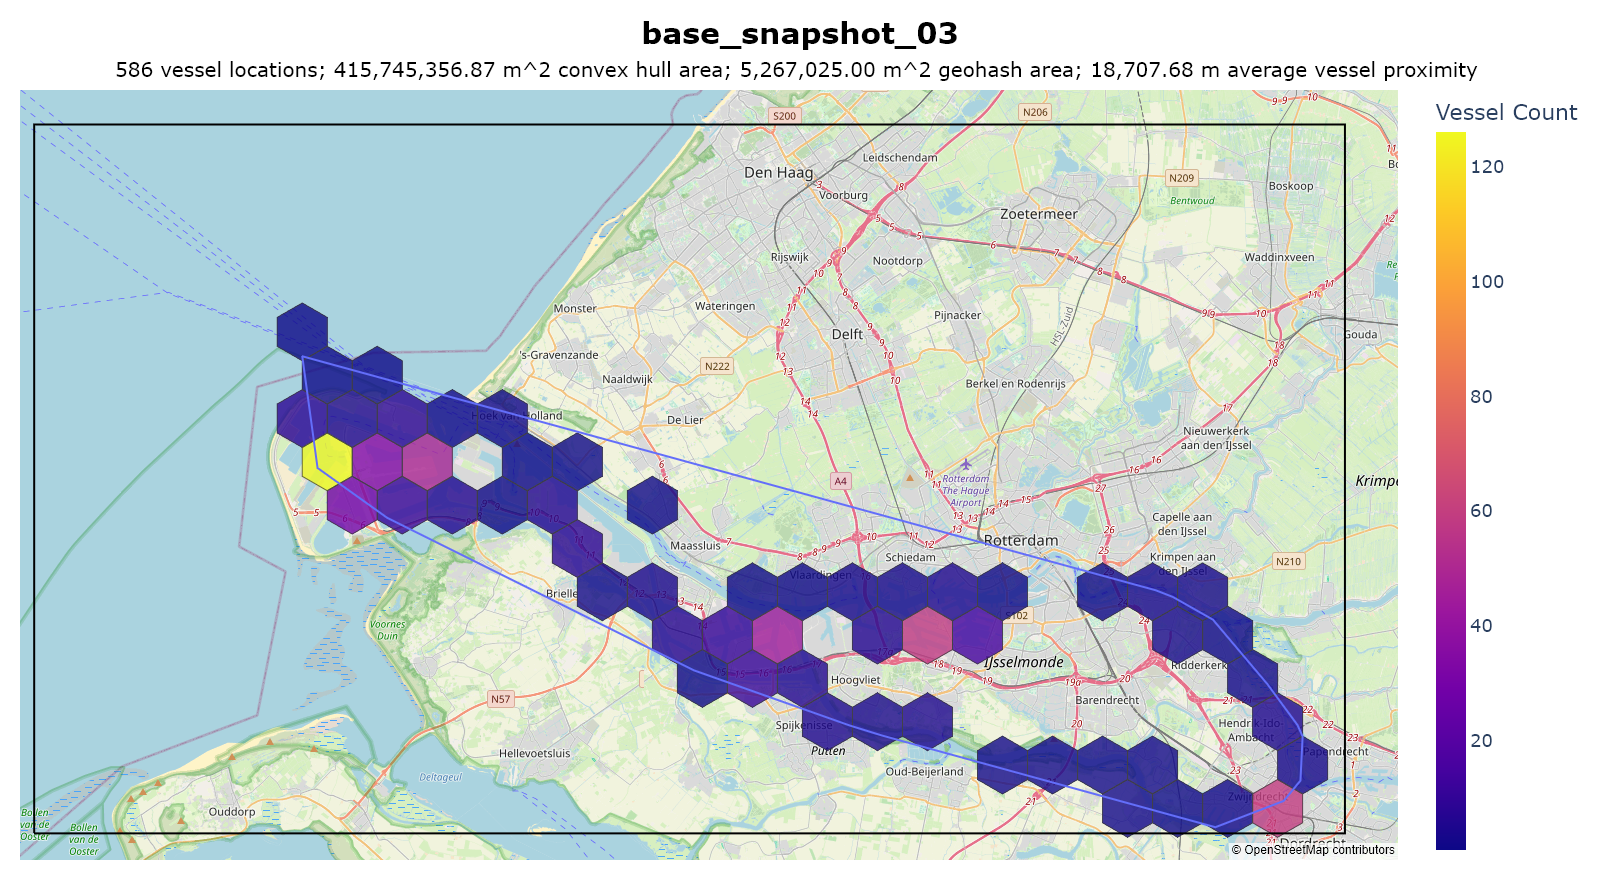 base_snapshot_03
586 vessel locations; 415,745,356.87 m^2 convex hull area; 5,267,025.00 m^2 geohash area; 18,707.68 m average vessel proximity
Vessel Count
120
100
80
60
40
20
S200
N206
Leidschendam
Den Haag
Voorburg
N209
Boskoop
Bentwoud
Zoetermeer
Rijswijk
Nootdorp
Waddinxveen
Monster
Wateringen
Pijnacker
HSL-Zuid
Delft
Gouda
's-Gravenzande
N222
Naaldwijk
Berkel en Rodenrijs
Hoek van Holland
De Lier
Nieuwerkerk
aan den IJssel
A4
Rotterdam
The Hague
Airport
Capelle aan
den IJssel
Maassluis
Schiedam
Rotterdam
Krimpen aan
den IJssel
N210
Vlaardingen
Brielle
Voornes
Duin
IJsselmonde
Ridderkerk
Hoogvliet
N57
Barendrecht
Spijkenisse
Hendrik-Ido-
Ambacht
Putten
Papendrecht
Hellevoetsluis
Oud-Beijerland
Deltageul
Zwijndrecht
Ouddorp
Bollen
van de
Ooster
Bollen
van de
Ooster
Dordrecht
© OpenStreetMap contributors